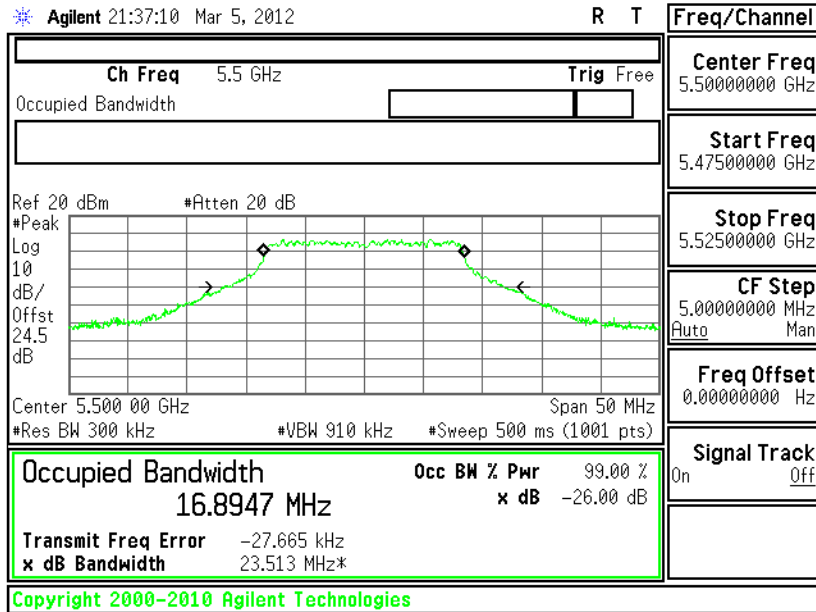 Agilent 21:37:10 Mar 5, 2012 R T
Freq/Channel
Ch Freq 5.5 GHz Trig Free
Occupied Bandwidth
Center Freq
5.50000000 GHz
Start Freq
5.47500000 GHz
Stop Freq
5.52500000 GHz
CF Step
5.00000000 MHz
Auto Man
Freq Offset
0.00000000 Hz
Signal Track
On Off
Ref 20 dBm #Atten 20 dB
#Peak
Log
10
dB/
Offst
24.5
dB
Center 5.500 00 GHz Span 50 MHz
#Res BW 300 kHz #VBW 910 kHz #Sweep 500 ms (1001 pts)
Occupied Bandwidth
16.8947 MHz
Occ BW % Pwr 99.00 %
x dB -26.00 dB
Transmit Freq Error -27.665 kHz
x dB Bandwidth 23.513 MHz*
Copyright 2000-2010 Agilent Technologies